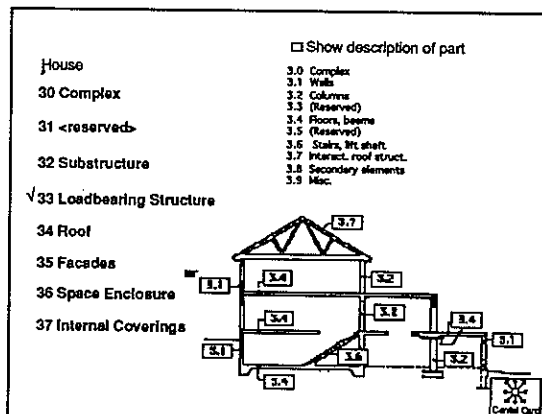 House
30 Complex
31 <reserved>
32 Substructure
√33 Loadbearing Structure
34 Roof
35 Facades
36 Space Enclosure
37 Internal Coverings
Show description of part
3.0 Complex
3.1 Walls
3.2 Columns
3.3 (Reserved)
3.4 Floors, beems
3.5 (Reserved)
3.6 Stairs, lift shaft
3.7 Interact. roof struct.
3.8 Secondary elements
3.9 Misc.
3.7
3.1
3.4
3.2
3.4
3.2
3.4
3.1
3.1
3.6
3.2
3.4